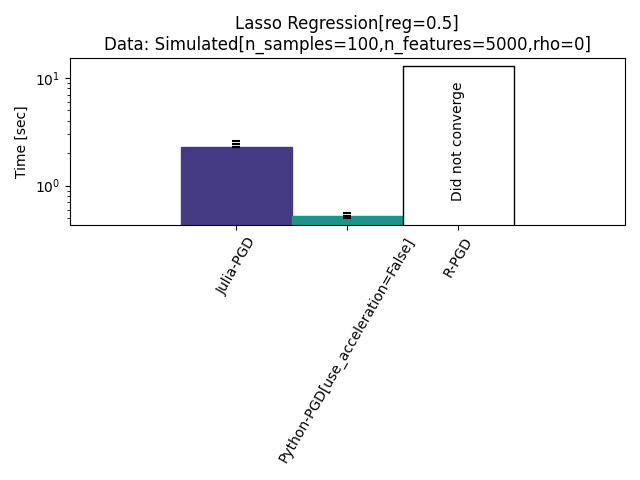 Lasso Regression[reg=0.5]
Data: Simulated[n_samples=100,n_features=5000,rho=0]
Time [sec]
10¹
10⁰
Did not converge
Julia-PGD
Python-PGD[use_acceleration=False]
R-PGD